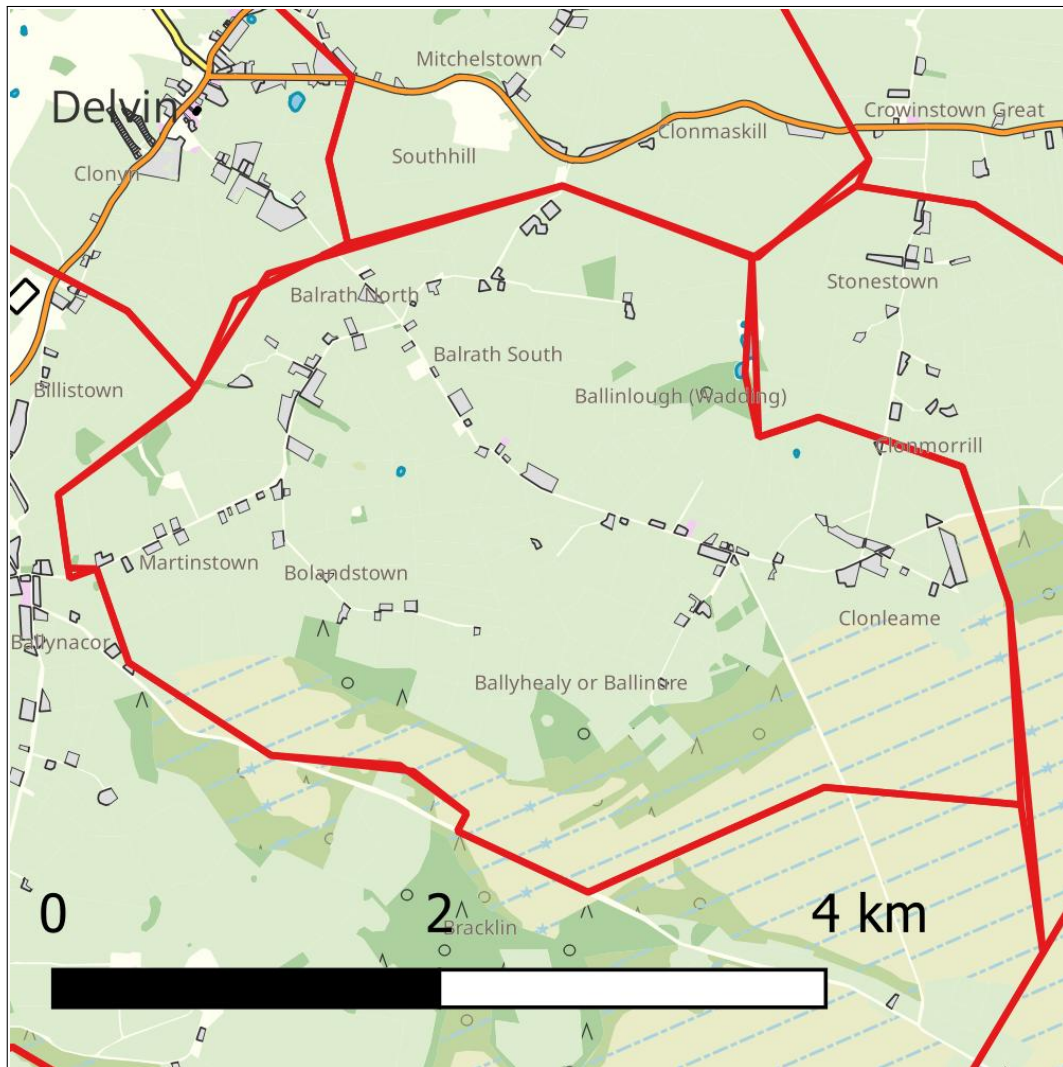 Mitchelstown
Delvin
Crowinstown Great
Clonmaskill
Southhill
Clonyn
Stonestown
Balrath North
Balrath South
Billistown
Ballinlough (Wadding)
Clonmorrill
Martinstown
Bolandstown
Clonleame
Ballynacor
Ballyhealy or Ballinure
0 2 4 km
Bracklin